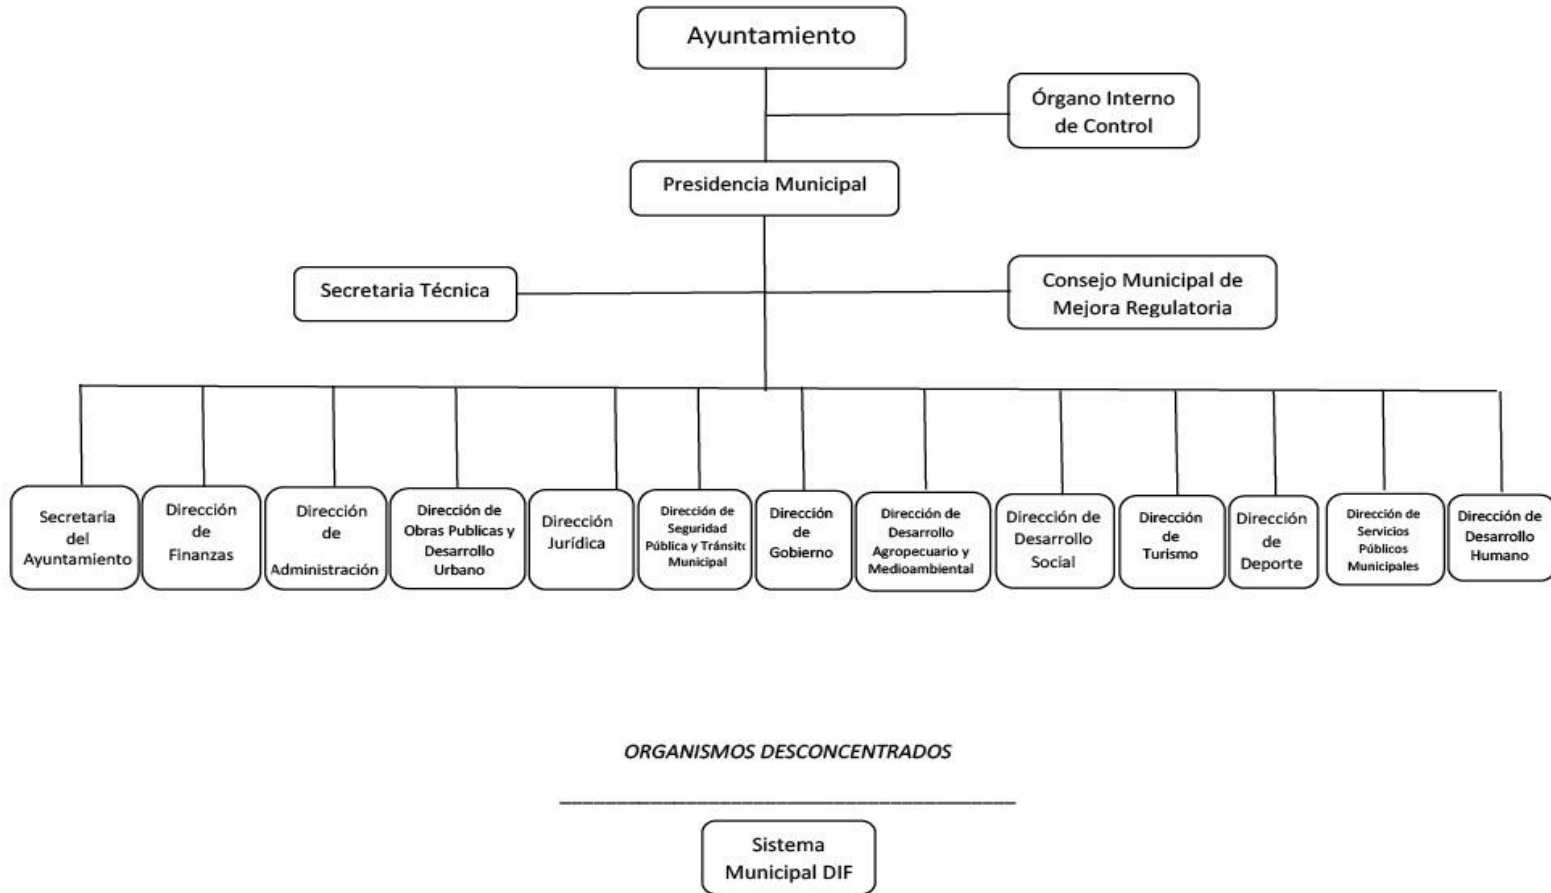 Ayuntamiento
Órgano Interno
de Control
Presidencia Municipal
Secretaria Técnica
Consejo Municipal de
Mejora Regulatoria
Secretaria
del
Ayuntamiento
Dirección
de
Finanzas
Dirección
de
Administración
Dirección de
Obras Publicas y
Desarrollo
Urbano
Dirección
Jurídica
Dirección de
Seguridad
Pública y Tránsito
Municipal
Dirección
de
Gobierno
Dirección de
Desarrollo
Agropecuario y
Medioambiental
Dirección de
Desarrollo
Social
Dirección
de
Turismo
Dirección
de
Deporte
Dirección de
Servicios
Públicos
Municipales
Dirección de
Desarrollo
Humano
ORGANISMOS DESCONCENTRADOS
Sistema
Municipal DIF